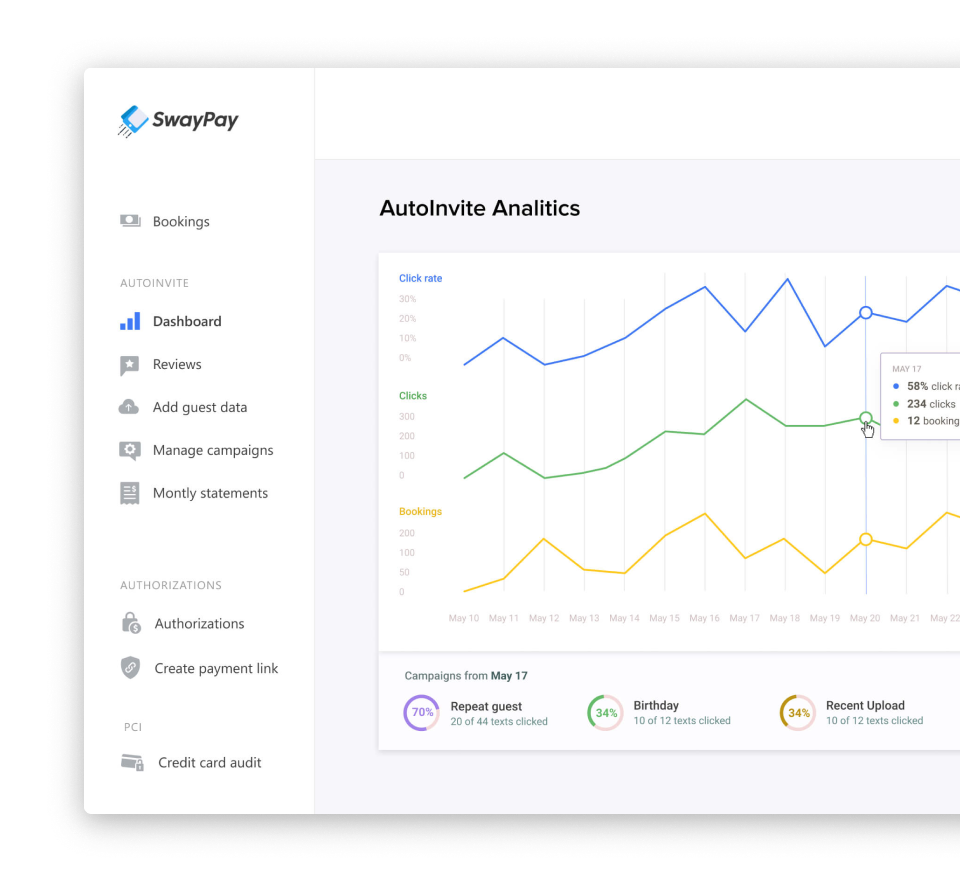 SwayPay
Bookings
AUTOINVITE
Dashboard
Reviews
Add guest data
Manage campaigns
Montly statements
AUTHORIZATIONS
Authorizations
Create payment link
PCI
Credit card audit
AutoInvite Analitics
Click rate
30%
20%
10%
0%
Clicks
300
200
100
0
Bookings
200
100
50
0
MAY 17
58% click ra
234 clicks
12 booking
May 10 May 11 May 12 May 13 May 14 May 15 May 16 May 17 May 18 May 19 May 20 May 21 May 22
Campaigns from May 17
70%
Repeat guest
20 of 44 texts clicked
34%
Birthday
10 of 12 texts clicked
34%
Recent Upload
10 of 12 texts clicked